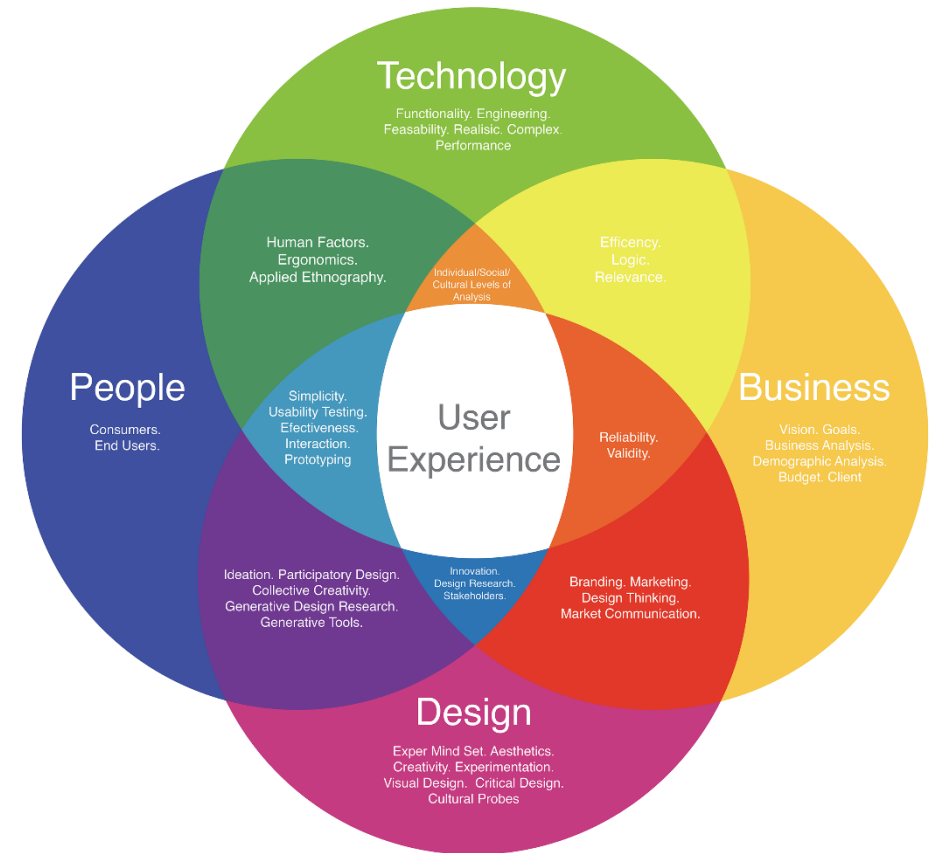 Technology
Functionality. Engineering.
Feasability. Realisic. Complex.
Performance
Human Factors.
Ergonomics.
Applied Ethnography.
Individual/Social/
Cultural Levels of
Analysis
Efficency.
Logic.
Relevance.
People
Consumers.
End Users.
Simplicity.
Usability Testing.
Efectiveness.
Interaction.
Prototyping
User
Experience
Reliability.
Validity.
Business
Vision. Goals.
Business Analysis.
Demographic Analysis.
Budget. Client
Ideation. Participatory Design.
Collective Creativity.
Generative Design Research.
Generative Tools.
Innovation.
Design Research.
Stakeholders.
Branding. Marketing.
Design Thinking.
Market Communication.
Design
Exper Mind Set. Aesthetics.
Creativity. Experimentation.
Visual Design. Critical Design.
Cultural Probes